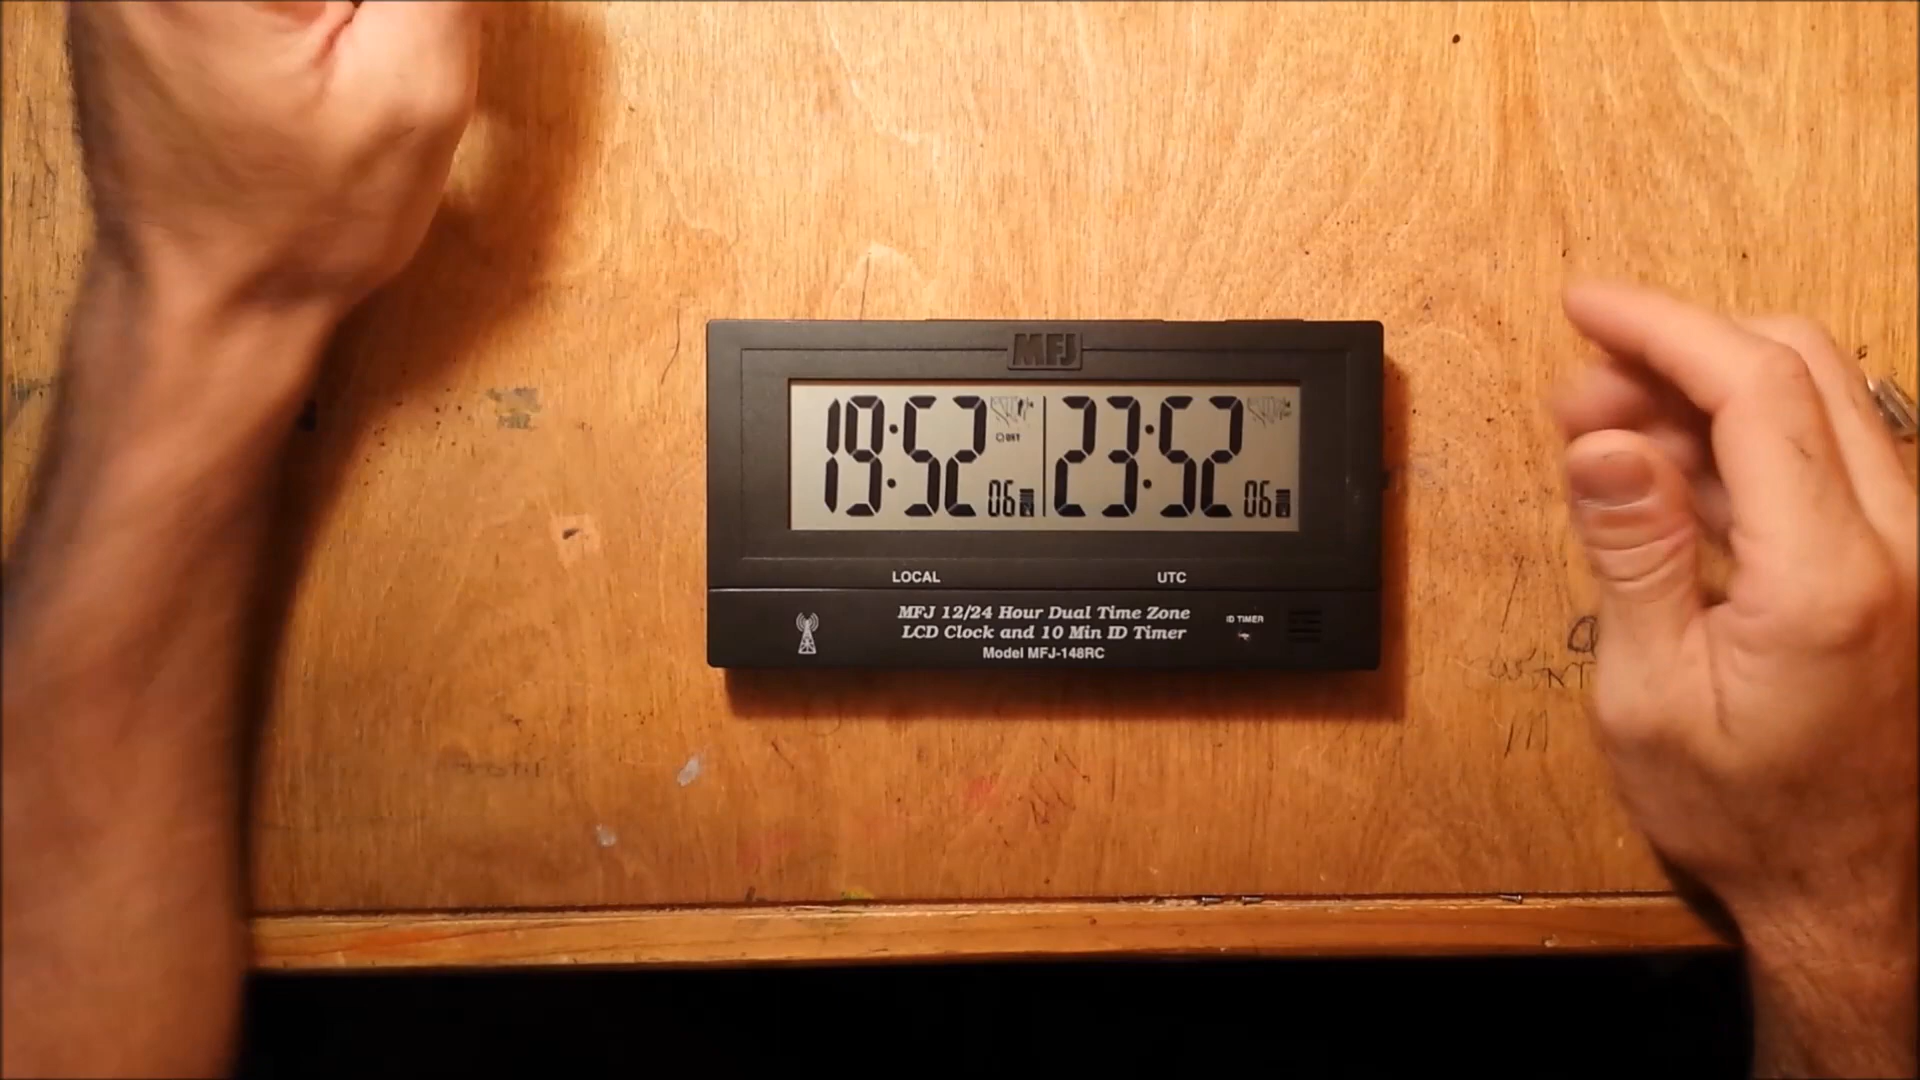 MFJ
19:52 06
23:52 06
LOCAL
UTC
MFJ 12/24 Hour Dual Time Zone
LCD Clock and 10 Min ID Timer
Model MFJ-148RC
ID TIMER